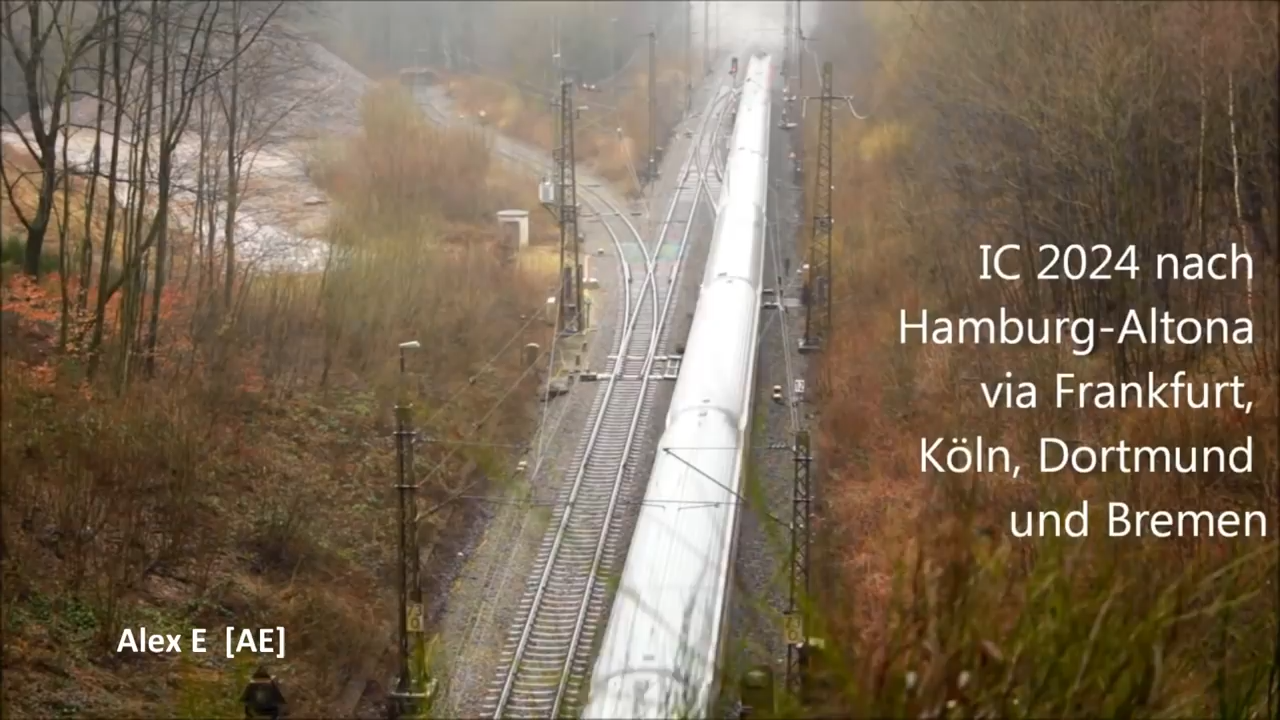 IC 2024 nach
Hamburg-Altona
via Frankfurt,
Köln, Dortmund
und Bremen
Alex E [AE]